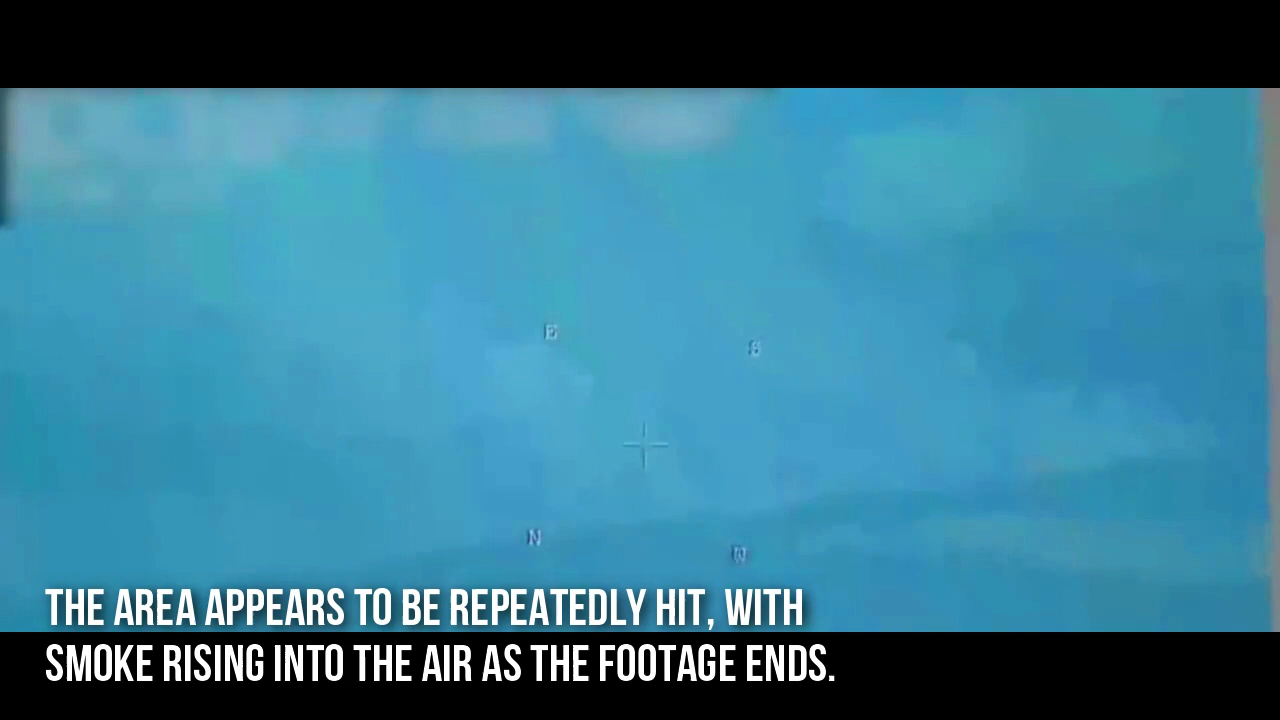 E
S
N
W
THE AREA APPEARS TO BE REPEATEDLY HIT, WITH
SMOKE RISING INTO THE AIR AS THE FOOTAGE ENDS.